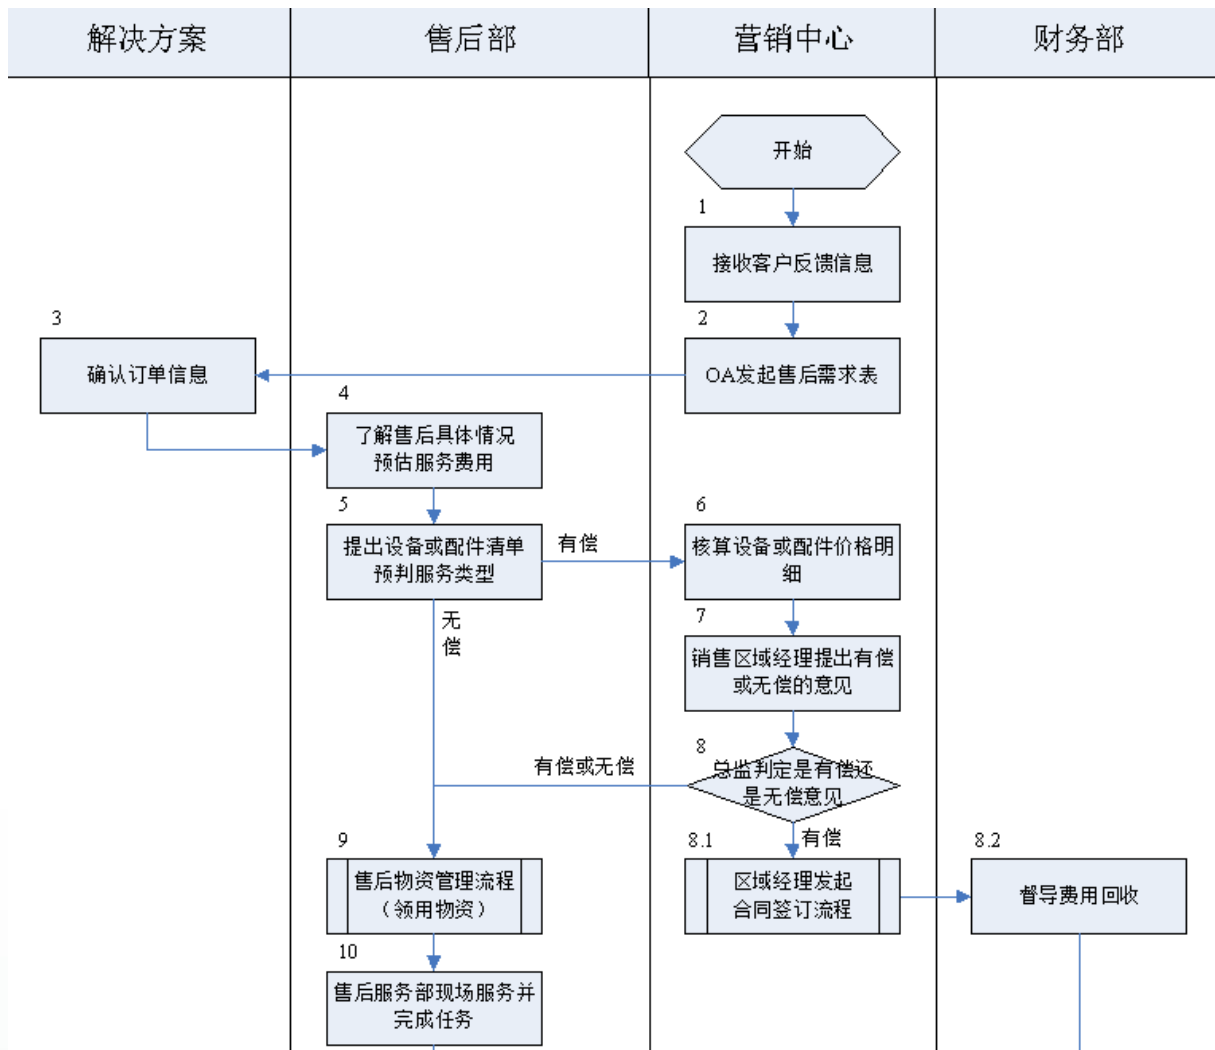 解决方案
售后部
营销中心
财务部
开始
1
接收客户反馈信息
2
OA发起售后需求表
3
确认订单信息
4
了解售后具体情况
预估服务费用
5
提出设备或配件清单
预判服务类型
有偿
无
偿
6
核算设备或配件价格明
细
7
销售区域经理提出有偿
或无偿的意见
8
总监判定是有偿还
是无偿意见
有偿或无偿
有偿
9
售后物资管理流程
（领用物资）
8.1
区域经理发起
合同签订流程
8.2
督导费用回收
10
售后服务部现场服务并
完成任务